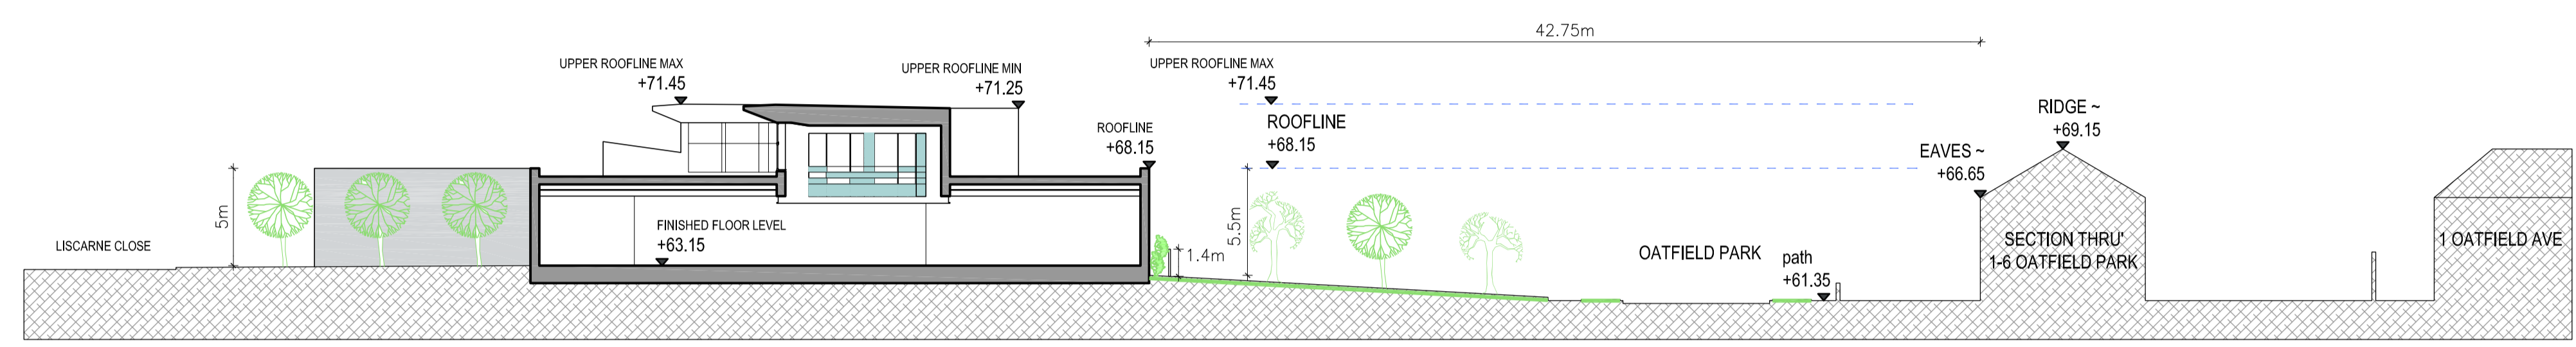 42.75m
UPPER ROOFLINE MAX
+71.45
UPPER ROOFLINE MIN
+71.25
UPPER ROOFLINE MAX
+71.45
ROOFLINE
+68.15
ROOFLINE
+68.15
RIDGE ~
+69.15
EAVES ~
+66.65
5m
LISCARNE CLOSE
FINISHED FLOOR LEVEL
+63.15
1.4m
5.5m
OATFIELD PARK
path
+61.35
SECTION THRU'
1-6 OATFIELD PARK
1 OATFIELD AVE